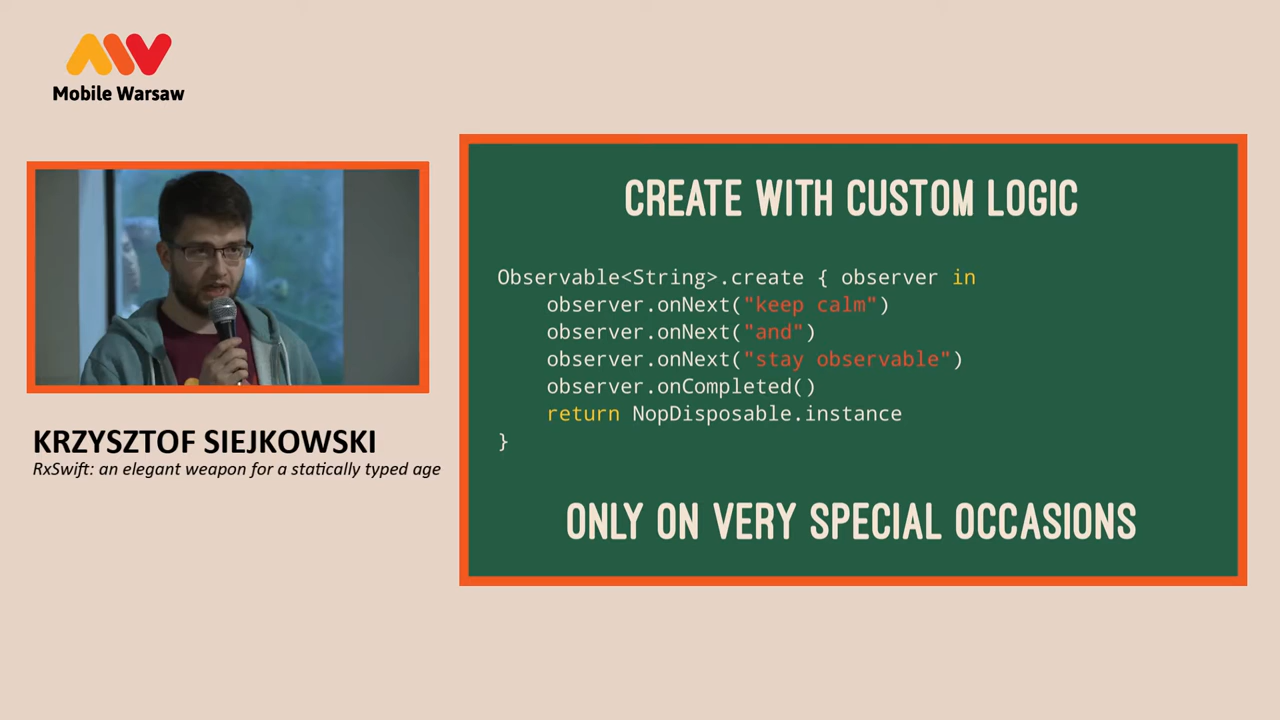 Mobile Warsaw
CREATE WITH CUSTOM LOGIC
Observable<String>.create { observer in
    observer.onNext("keep calm")
    observer.onNext("and")
    observer.onNext("stay observable")
    observer.onCompleted()
    return NopDisposable.instance
}
ONLY ON VERY SPECIAL OCCASIONS
KRZYSZTOF SIEJKOWSKI
RxSwift: an elegant weapon for a statically typed age